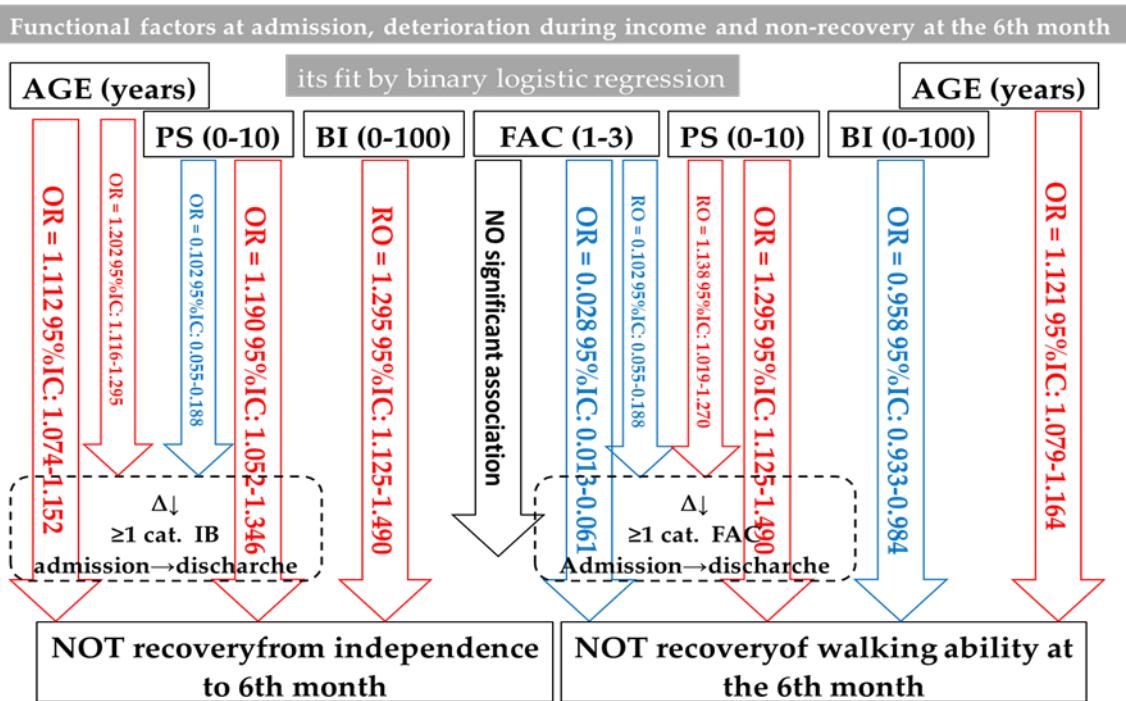 Functional factors at admission, deterioration during income and non-recovery at the 6th month
its fit by binary logistic regression
AGE (years)
AGE (years)
PS (0-10)
BI (0-100)
FAC (1-3)
PS (0-10)
BI (0-100)
OR = 1.112 95%IC: 1.074-1.152
OR = 1.202 95%IC: 1.116-1.295
OR = 0.102 95%IC: 0.055-0.188
OR = 1.190 95%IC: 1.052-1.346
RO = 1.295 95%IC: 1.125-1.490
NO significant association
OR = 0.028 95%IC: 0.013-0.061
RO = 0.102 95%IC: 0.055-0.188
RO = 1.138 95%IC: 1.019-1.270
OR = 1.295 95%IC: 1.125-1.490
OR = 0.958 95%IC: 0.933-0.984
OR = 1.121 95%IC: 1.079-1.164
Δ↓
≥1 cat. IB
admission→discharche
Δ↓
≥1 cat. FAC
Admission→discharche
NOT recoveryfrom independence
to 6th month
NOT recoveryof walking ability at
the 6th month